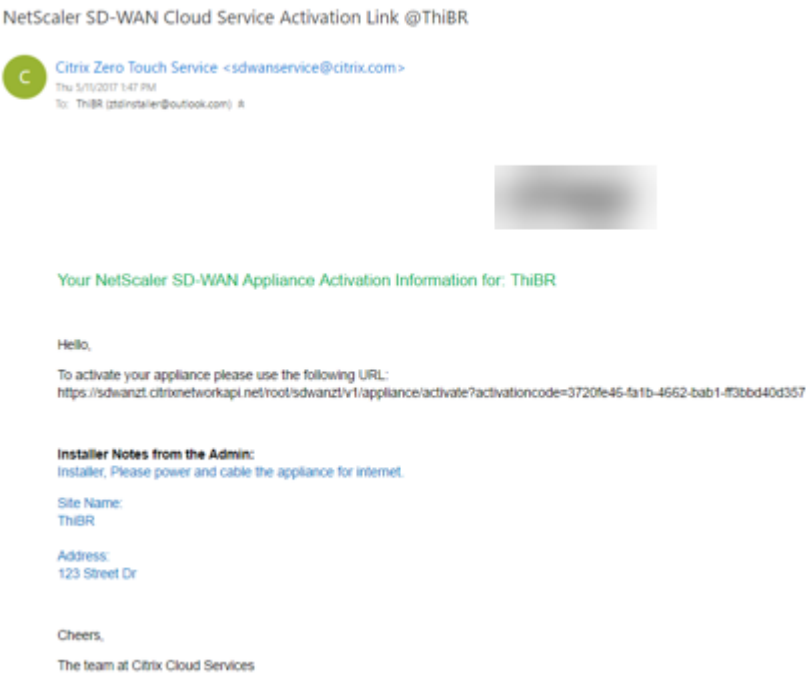 NetScaler SD-WAN Cloud Service Activation Link @ThiBR
C
Citrix Zero Touch Service <sdwanservice@citrix.com>
Thu 5/11/2017 1:47 PM
To: ThiBR (ztdinstaller@outlook.com)
Your NetScaler SD-WAN Appliance Activation Information for: ThiBR
Hello,
To activate your appliance please use the following URL:
https://sdwanzt.citrixnetworkapi.net/root/sdwanzt/v1/appliance/activate?activationcode=3720fe46-fa1b-4662-bab1-ff3bbd40d357
Installer Notes from the Admin:
Installer, Please power and cable the appliance for internet.
Site Name:
ThiBR
Address:
123 Street Dr
Cheers,
The team at Citrix Cloud Services